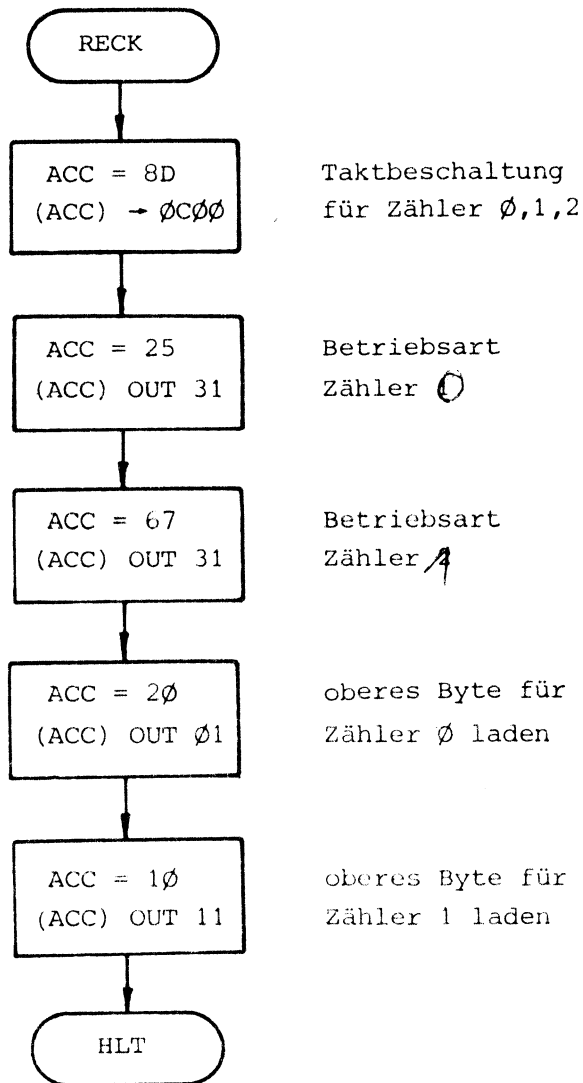 RECK
ACC = 8D
(ACC) → ØCØØ
Taktbeschaltung
für Zähler Ø,1,2
ACC = 25
(ACC) OUT 31
Betriebsart
Zähler 0
ACC = 67
(ACC) OUT 31
Betriebsart
Zähler 1
ACC = 2Ø
(ACC) OUT Ø1
oberes Byte für
Zähler Ø laden
ACC = 1Ø
(ACC) OUT 11
oberes Byte für
Zähler 1 laden
HLT